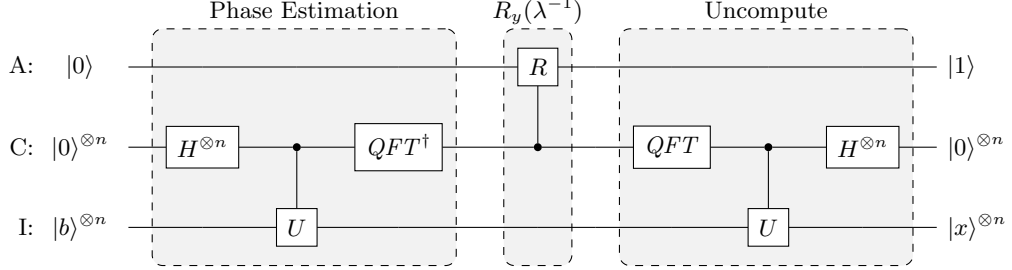 Phase Estimation R_y(λ⁻¹) Uncompute
A: |0⟩ R |1⟩
C: |0⟩^{⊗n} H^{⊗n} QFT^† QFT H^{⊗n} |0⟩^{⊗n}
I: |b⟩^{⊗n} U U |x⟩^{⊗n}